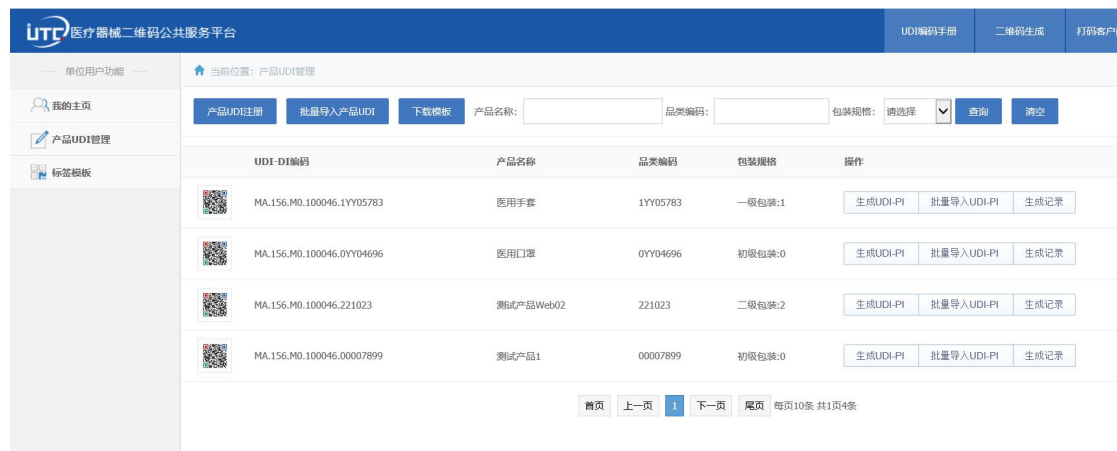 UTC医疗器械二维码公共服务平台
UDI编码手册 二维码生成 打码客户
单位用户功能
当前位置：产品UDI管理
我的主页
产品UDI管理
标签模板
产品UDI注册 批量导入产品UDI 下载模板 产品名称： 品类编码： 包装规格： 请选择 查询 清空
UDI-DI编码 产品名称 品类编码 包装规格 操作
MA.156.M0.100046.1YY05783 医用手套 1YY05783 一级包装:1 生成UDI-PI 批量导入UDI-PI 生成记录
MA.156.M0.100046.0YY04696 医用口罩 0YY04696 初级包装:0 生成UDI-PI 批量导入UDI-PI 生成记录
MA.156.M0.100046.221023 测试产品Web02 221023 二级包装:2 生成UDI-PI 批量导入UDI-PI 生成记录
MA.156.M0.100046.00007899 测试产品1 00007899 初级包装:0 生成UDI-PI 批量导入UDI-PI 生成记录
首页 上一页 1 下一页 尾页 每页10条 共1页4条